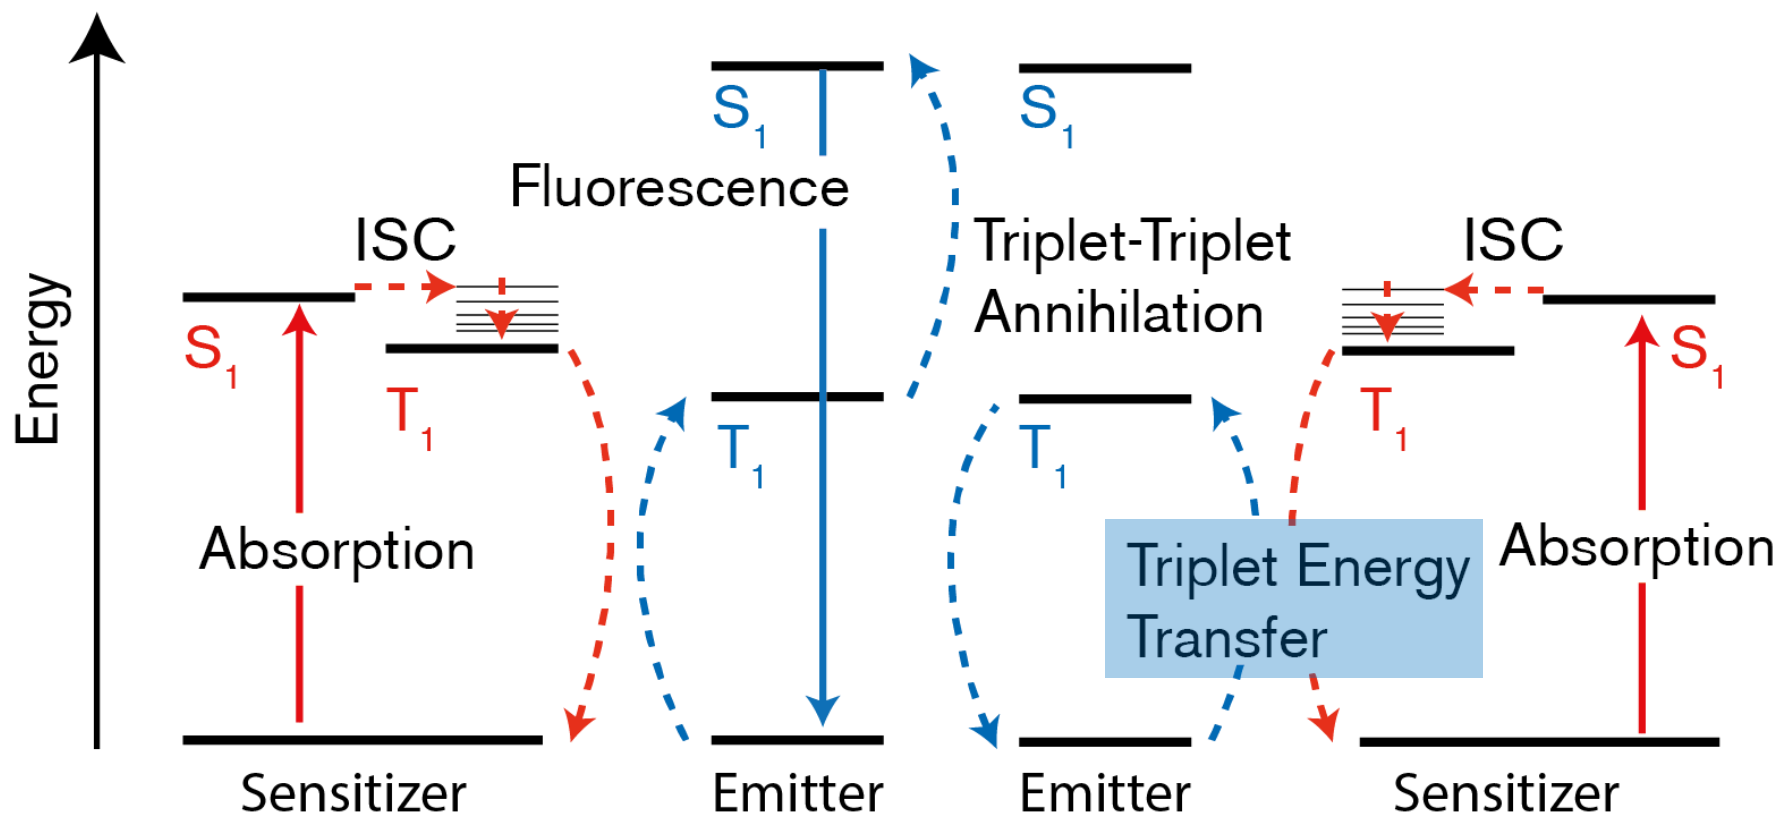 S1
S1
Fluorescence
ISC
Triplet-Triplet
Annihilation
ISC
Energy
S1
T1
T1
T1
T1
S1
Absorption
Triplet Energy
Transfer
Absorption
Sensitizer
Emitter
Emitter
Sensitizer